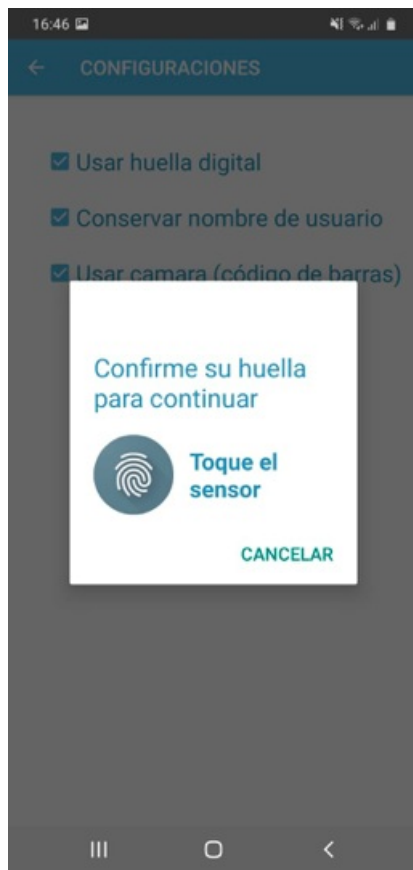 16:46
CONFIGURACIONES
Usar huella digital
Conservar nombre de usuario
Usar camara (código de barras)
Confirme su huella
para continuar
Toque el
sensor
CANCELAR